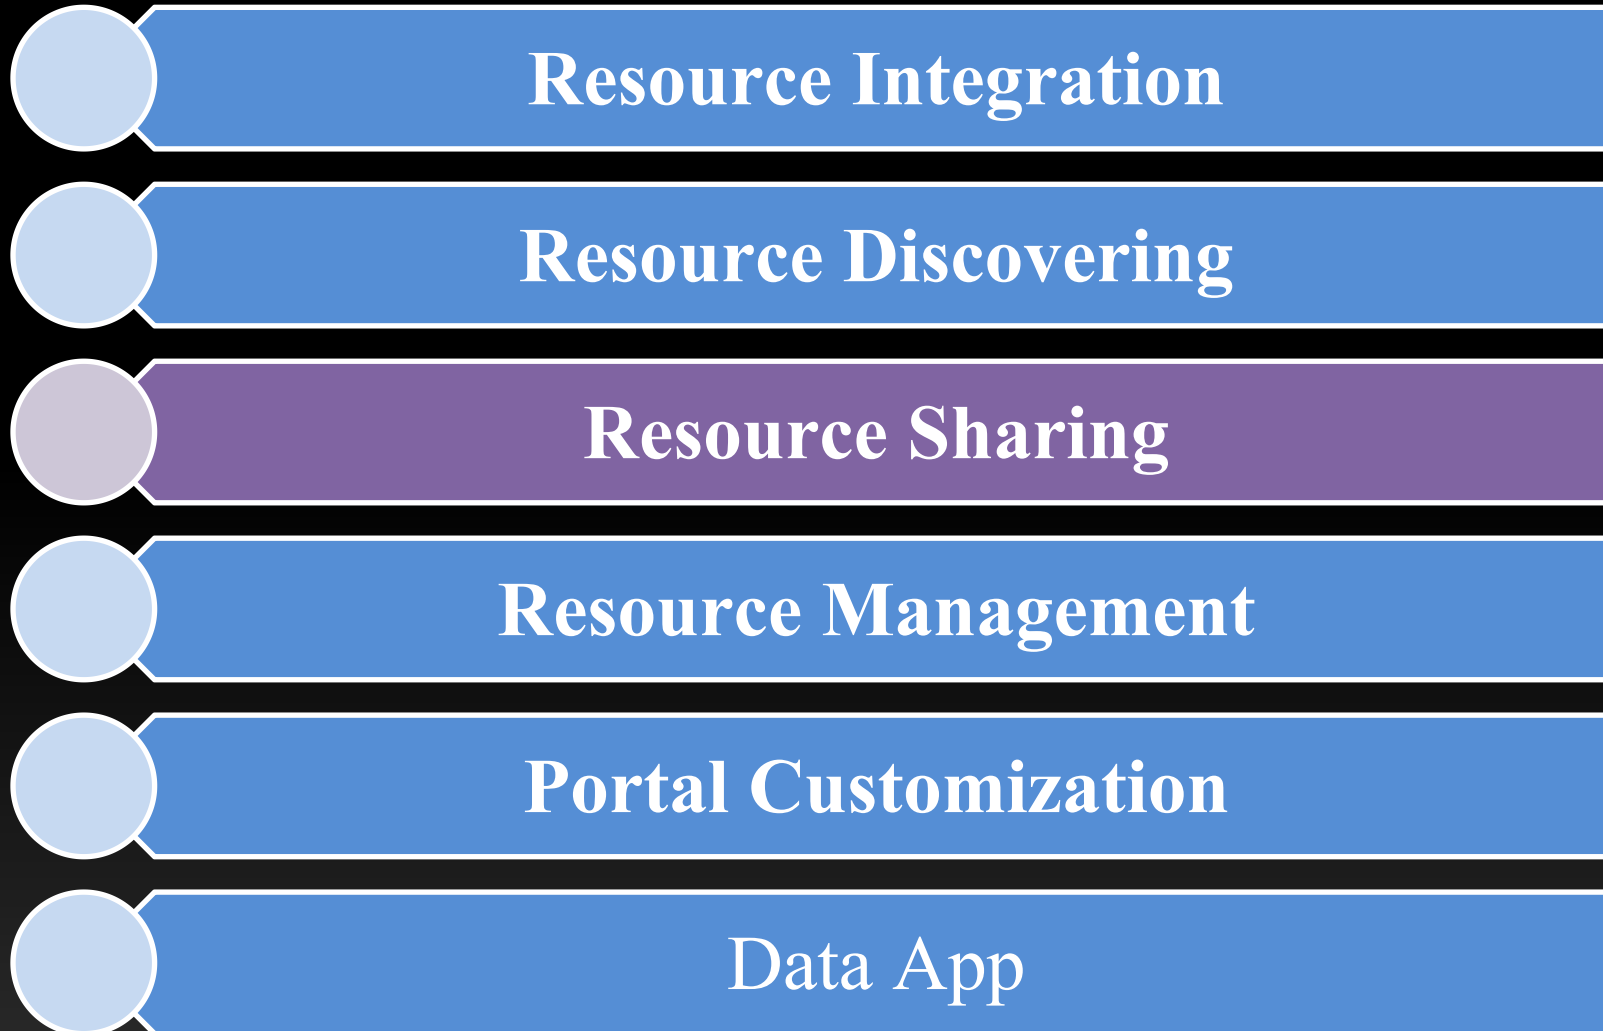 Resource Integration
Resource Discovering
Resource Sharing
Resource Management
Portal Customization
Data App